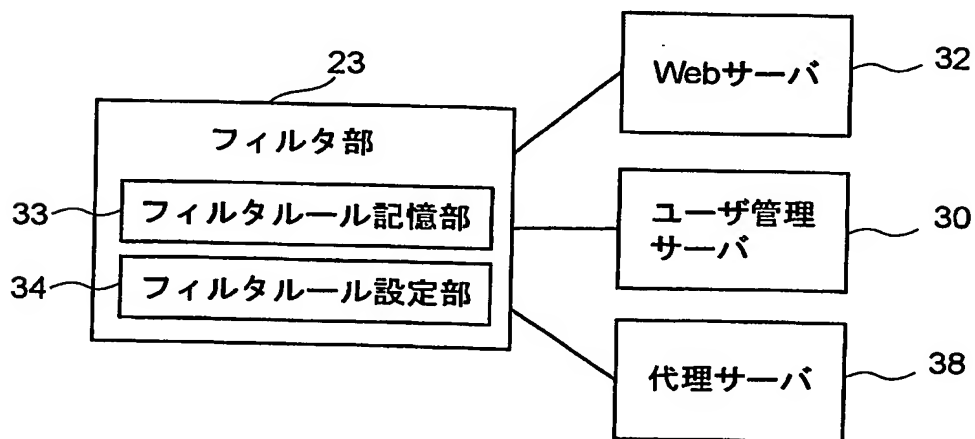 23
フィルタ部
33
フィルタルール記憶部
34
フィルタルール設定部
Webサーバ
32
ユーザ管理
サーバ
30
代理サーバ
38